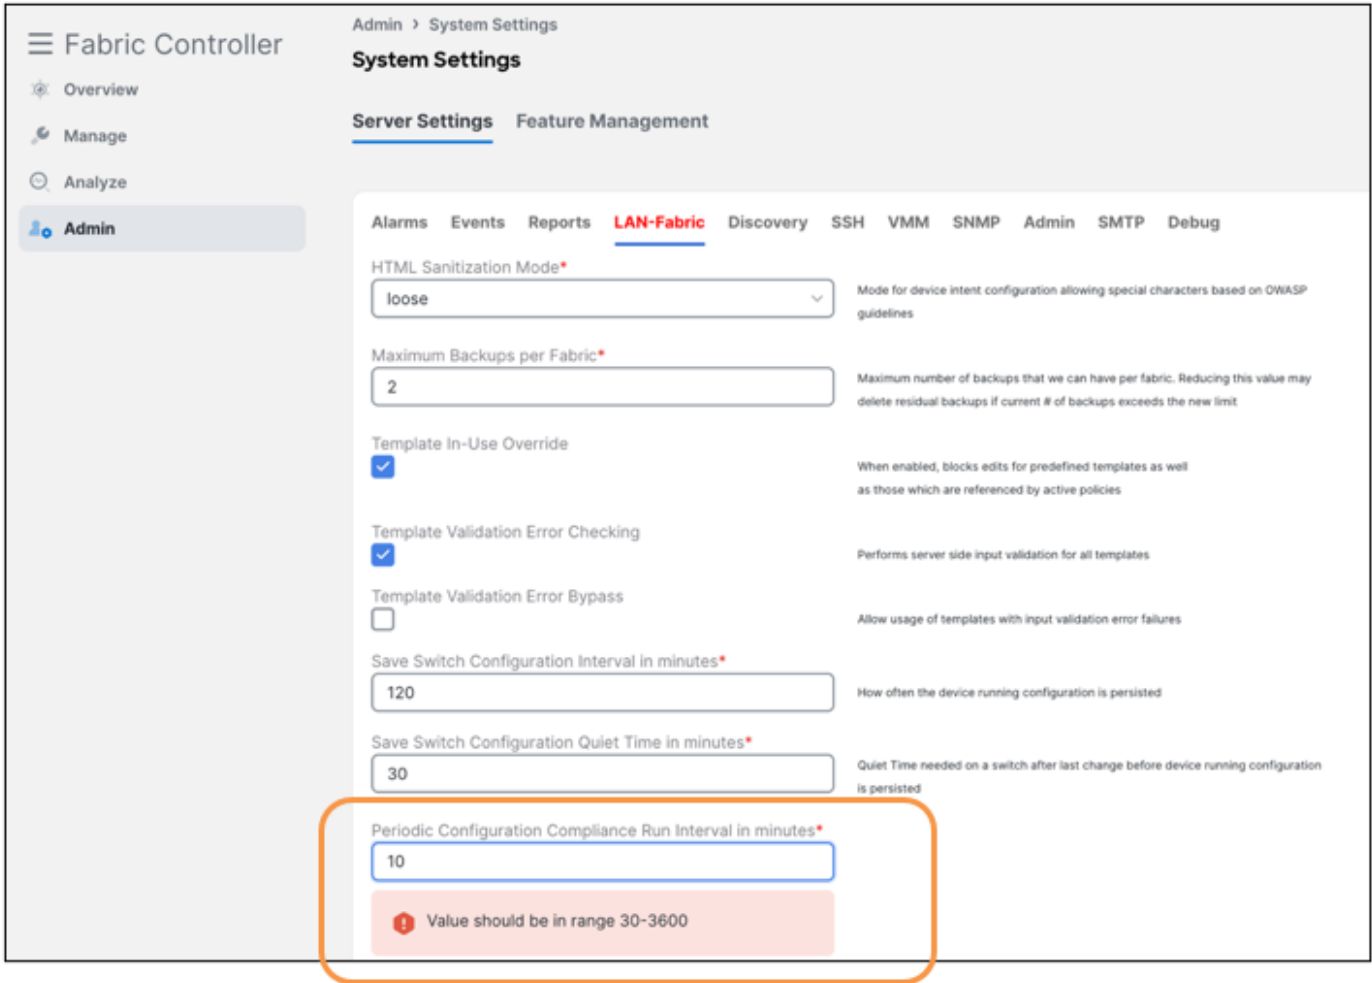 Fabric Controller
Overview
Manage
Analyze
Admin
Admin > System Settings
System Settings
Server Settings Feature Management
Alarms Events Reports LAN-Fabric Discovery SSH VMM SNMP Admin SMTP Debug
HTML Sanitization Mode*
loose
Mode for device intent configuration allowing special characters based on OWASP
guidelines
Maximum Backups per Fabric*
2
Maximum number of backups that we can have per fabric. Reducing this value may
delete residual backups if current # of backups exceeds the new limit
Template In-Use Override
When enabled, blocks edits for predefined templates as well
as those which are referenced by active policies
Template Validation Error Checking
Performs server side input validation for all templates
Template Validation Error Bypass
Allow usage of templates with input validation error failures
Save Switch Configuration Interval in minutes*
120
How often the device running configuration is persisted
Save Switch Configuration Quiet Time in minutes*
30
Quiet Time needed on a switch after last change before device running configuration
is persisted
Periodic Configuration Compliance Run Interval in minutes*
10
Value should be in range 30-3600